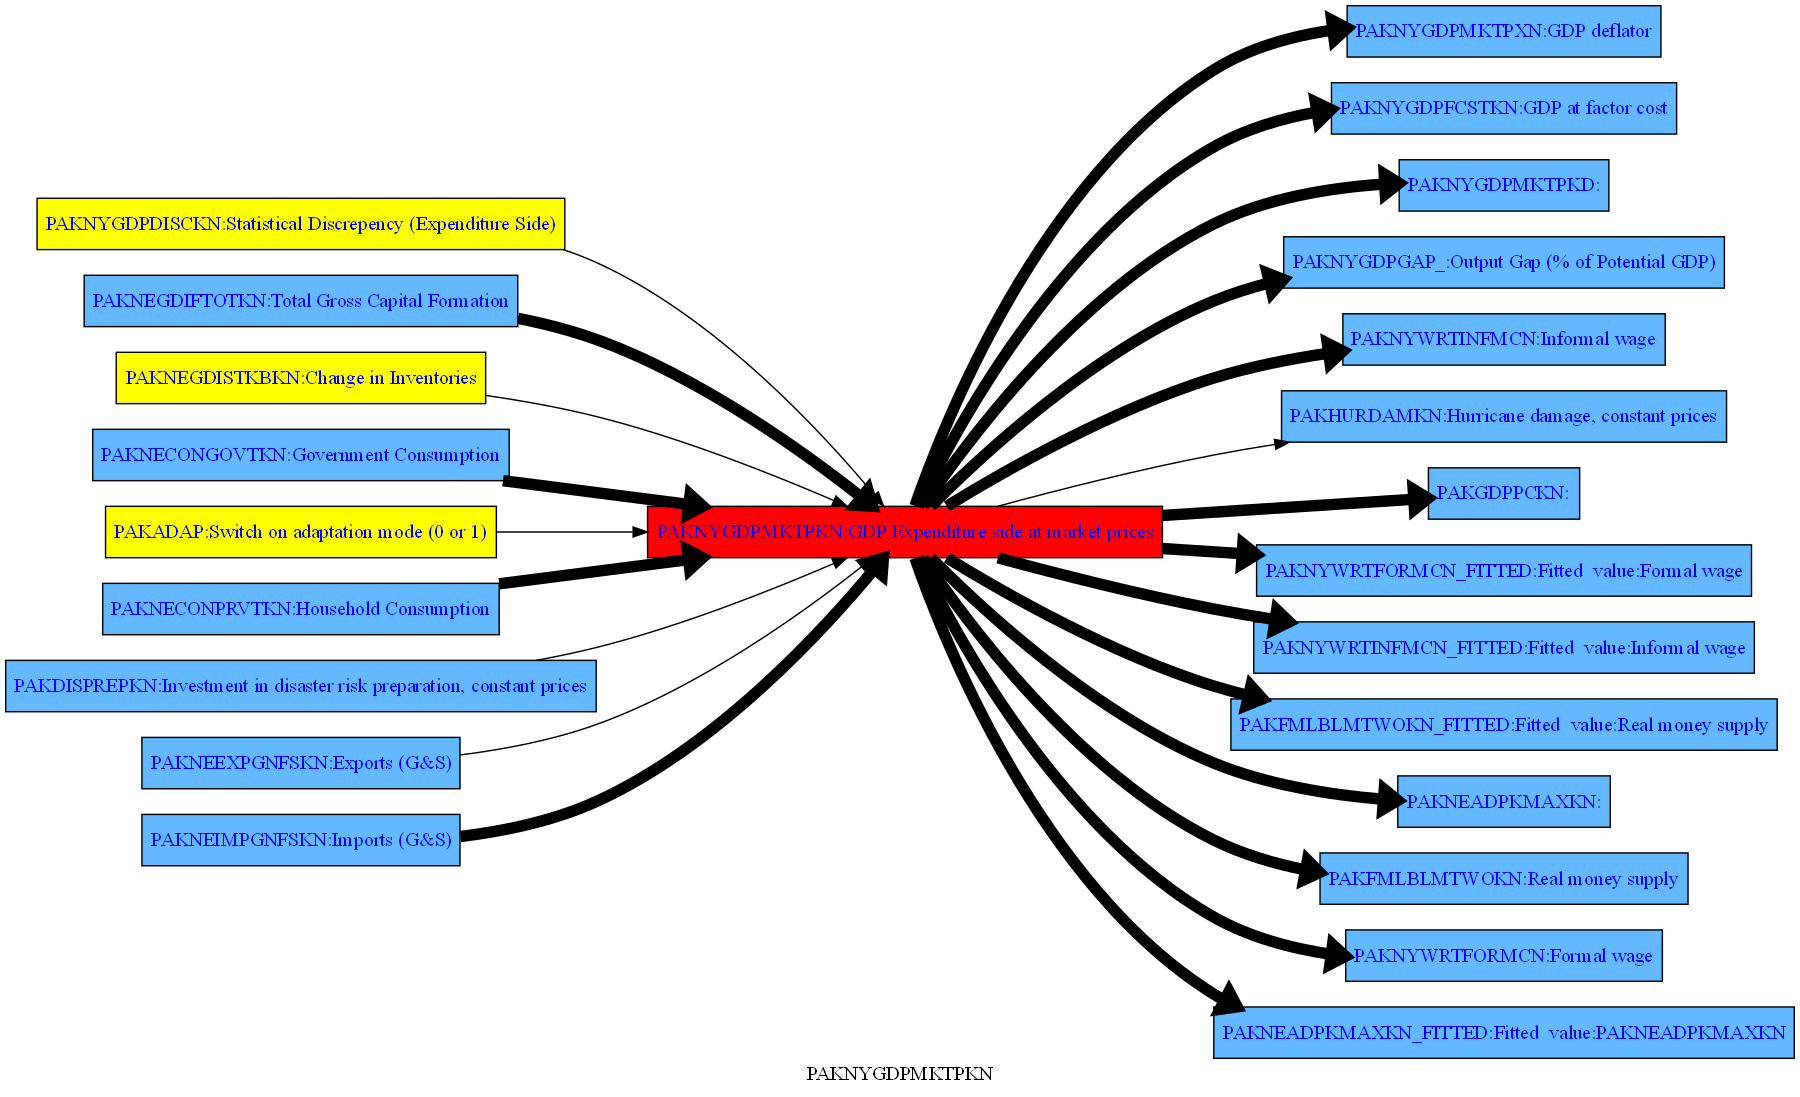 PAKNYGDPDISCKN:Statistical Discrepency (Expenditure Side)
PAKNEGDIFTOTKN:Total Gross Capital Formation
PAKNEGDISTKBKN:Change in Inventories
PAKNECONGOVTKN:Government Consumption
PAKADAP:Switch on adaptation mode (0 or 1)
PAKNECONPRVTKN:Household Consumption
PAKDISPREPKN:Investment in disaster risk preparation, constant prices
PAKNEEXPGNFSKN:Exports (G&S)
PAKNEIMPGNFSKN:Imports (G&S)
PAKNYGDPMKTPKN:GDP Expenditure side at market prices
PAKNYGDPMKTPXN:GDP deflator
PAKNYGDPFCSTKN:GDP at factor cost
PAKNYGDPMKTPKD:
PAKNYGDPGAP_:Output Gap (% of Potential GDP)
PAKNYWRTINFMCN:Informal wage
PAKHURDAMKN:Hurricane damage, constant prices
PAKGDPPCKN:
PAKNYWRTFORMCN_FITTED:Fitted  value:Formal wage
PAKNYWRTINFMCN_FITTED:Fitted  value:Informal wage
PAKFMLBLMTWOKN_FITTED:Fitted  value:Real money supply
PAKNEADPKMAXKN:
PAKFMLBLMTWOKN:Real money supply
PAKNYWRTFORMCN:Formal wage
PAKNEADPKMAXKN_FITTED:Fitted  value:PAKNEADPKMAXKN
PAKNYGDPMKTPKN